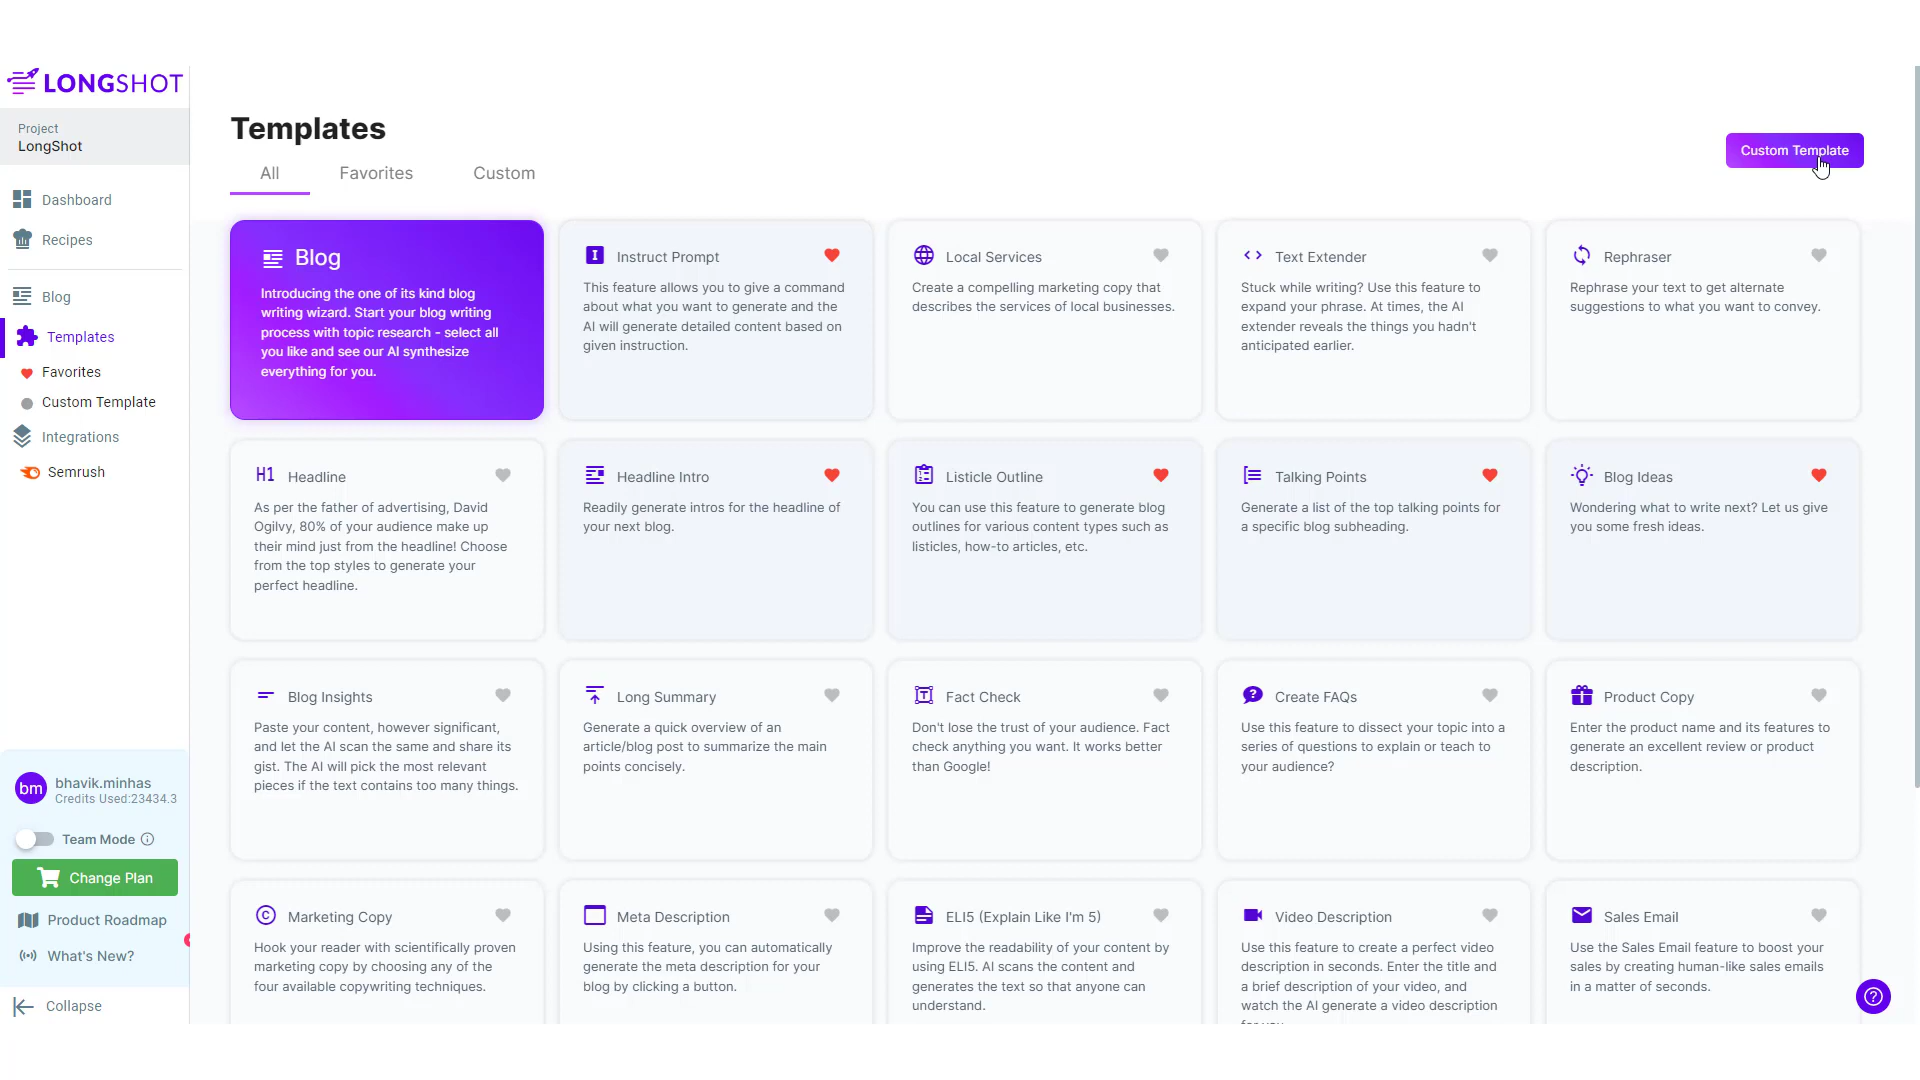 LONGSHOT
Project
LongShot
Dashboard
Recipes
Blog
Templates
Favorites
Custom Template
Integrations
Semrush
bm
bhavik.minhas
Credits Used:23434.3
Team Mode
Change Plan
Product Roadmap
What's New?
Collapse
Templates
All
Favorites
Custom
Custom Template
Blog
Introducing the one of its kind blog
writing wizard. Start your blog writing
process with topic research - select all
you like and see our AI synthesize
everything for you.
I
Instruct Prompt
This feature allows you to give a command
about what you want to generate and the
AI will generate detailed content based on
given instruction.
Local Services
Create a compelling marketing copy that
describes the services of local businesses.
Text Extender
Stuck while writing? Use this feature to
expand your phrase. At times, the AI
extender reveals the things you hadn't
anticipated earlier.
Rephraser
Rephrase your text to get alternate
suggestions to what you want to convey.
H1
Headline
As per the father of advertising, David
Ogilvy, 80% of your audience make up
their mind just from the headline! Choose
from the top styles to generate your
perfect headline.
Headline Intro
Readily generate intros for the headline of
your next blog.
Listicle Outline
You can use this feature to generate blog
outlines for various content types such as
listicles, how-to articles, etc.
Talking Points
Generate a list of the top talking points for
a specific blog subheading.
Blog Ideas
Wondering what to write next? Let us give
you some fresh ideas.
Blog Insights
Paste your content, however significant,
and let the AI scan the same and share its
gist. The AI will pick the most relevant
pieces if the text contains too many things.
Long Summary
Generate a quick overview of an
article/blog post to summarize the main
points concisely.
Fact Check
Don't lose the trust of your audience. Fact
check anything you want. It works better
than Google!
Create FAQs
Use this feature to dissect your topic into a
series of questions to explain or teach to
your audience?
Product Copy
Enter the product name and its features to
generate an excellent review or product
description.
Marketing Copy
Hook your reader with scientifically proven
marketing copy by choosing any of the
four available copywriting techniques.
Meta Description
Using this feature, you can automatically
generate the meta description for your
blog by clicking a button.
ELI5 (Explain Like I'm 5)
Improve the readability of your content by
using ELI5. AI scans the content and
generates the text so that anyone can
understand.
Video Description
Use this feature to create a perfect video
description in seconds. Enter the title and
a brief description of your video, and
watch the AI generate a video description
Sales Email
Use the Sales Email feature to boost your
sales by creating human-like sales emails
in a matter of seconds.